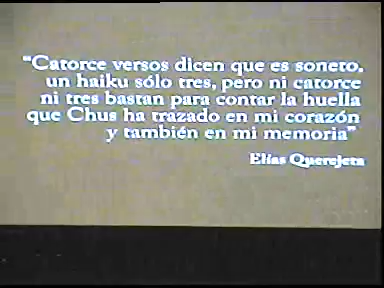 "Catorce versos dicen que es soneto,
un haiku sólo tres, pero ni catorce
ni tres bastan para contar la huella
que Chus ha trazado en mi corazón
y también en mi memoria"
Elías Querejeta